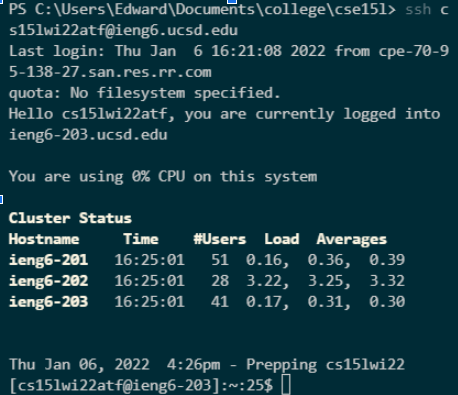 PS C:\Users\Edward\Documents\college\cse15l> ssh c
s15lwi22atf@ieng6.ucsd.edu
Last login: Thu Jan  6 16:21:08 2022 from cpe-70-9
5-138-27.san.res.rr.com
quota: No filesystem specified.
Hello cs15lwi22atf, you are currently logged into
ieng6-203.ucsd.edu
You are using 0% CPU on this system
Cluster Status
Hostname     Time    #Users  Load  Averages
ieng6-201   16:25:01   51  0.16,  0.36,  0.39
ieng6-202   16:25:01   28  3.22,  3.25,  3.32
ieng6-203   16:25:01   41  0.17,  0.31,  0.30
Thu Jan 06, 2022  4:26pm - Prepping cs15lwi22
[cs15lwi22atf@ieng6-203]:~:25$